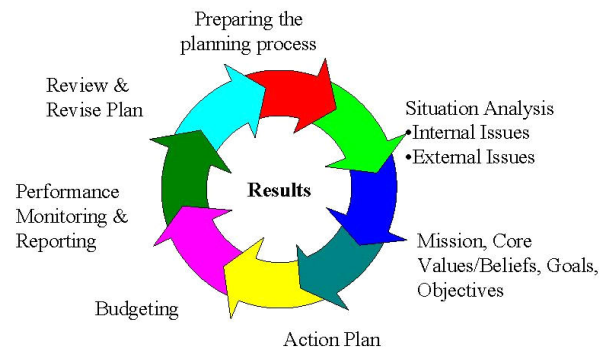 Preparing the
planning process
Situation Analysis
•Internal Issues
•External Issues
Mission, Core
Values/Beliefs, Goals,
Objectives
Action Plan
Budgeting
Performance
Monitoring &
Reporting
Review &
Revise Plan
Results